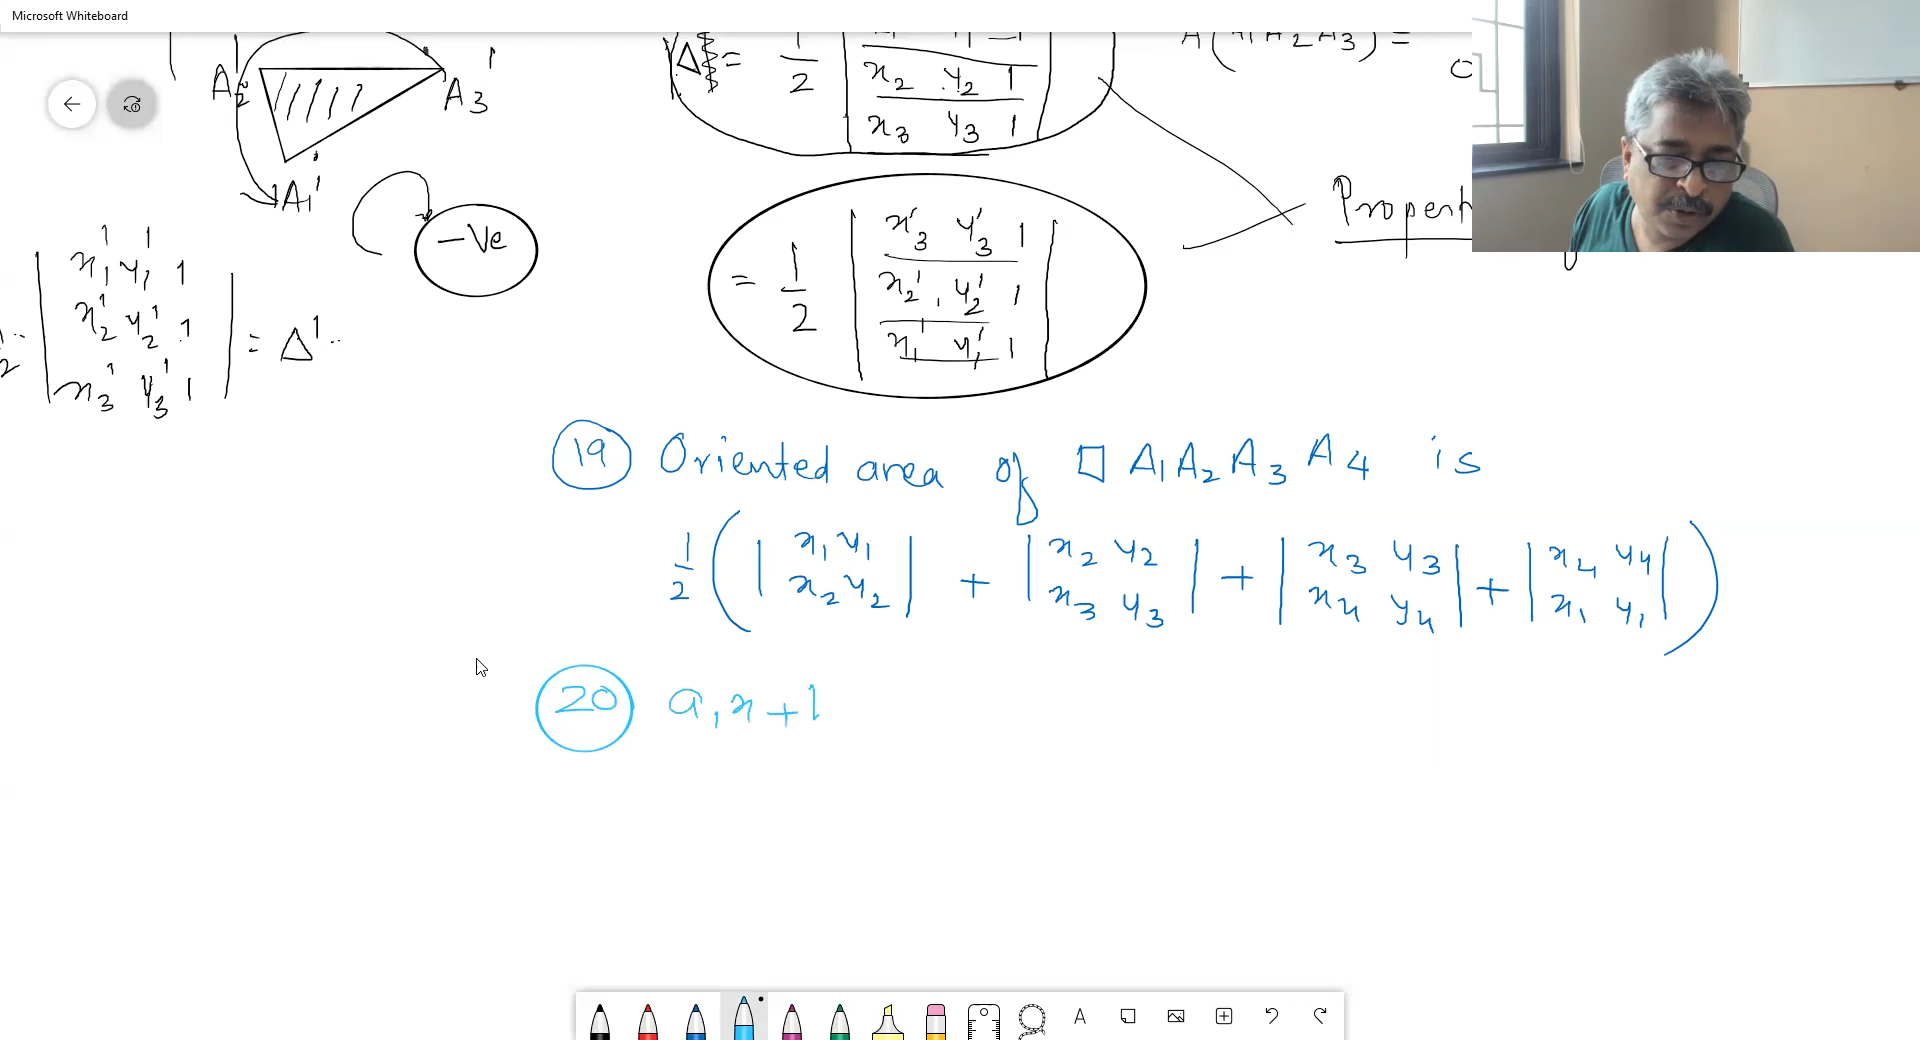 Microsoft Whiteboard
A2' A3'
A1'
-Ve
x1' y1' 1
x2' y2' 1
x3' y3' 1
= Δ'
Δ = 1/2
x2 y2 1
x3 y3 1
A(A1A2A3) =
= 1/2
x3' y3' 1
x2' y2' 1
x1' y1' 1
19 Oriented area of □ A1A2A3A4 is
1/2 ( | x1 y1 | + | x2 y2 | + | x3 y3 | + | x4 y4 | )
| x2 y2 | | x3 y3 | | x4 y4 | | x1 y1 |
20 a1x+1
A